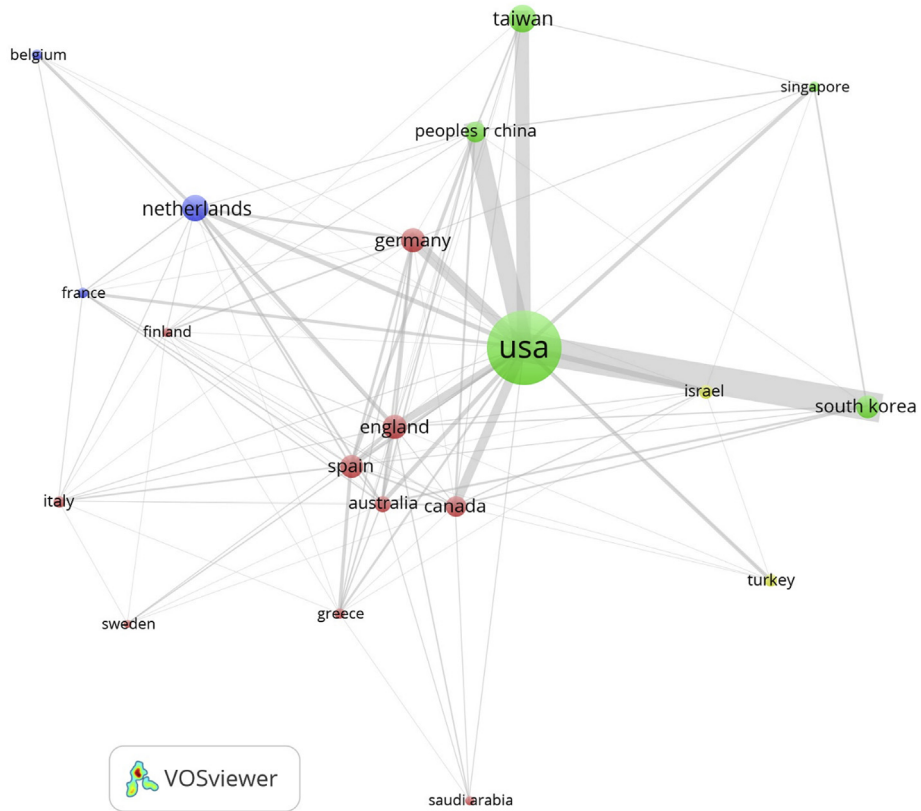 taiwan
belgium
singapore
peoples r china
netherlands
germany
france
finland
usa
israel
south korea
england
spain
italy
australia
canada
turkey
greece
sweden
VOSviewer
saudi arabia